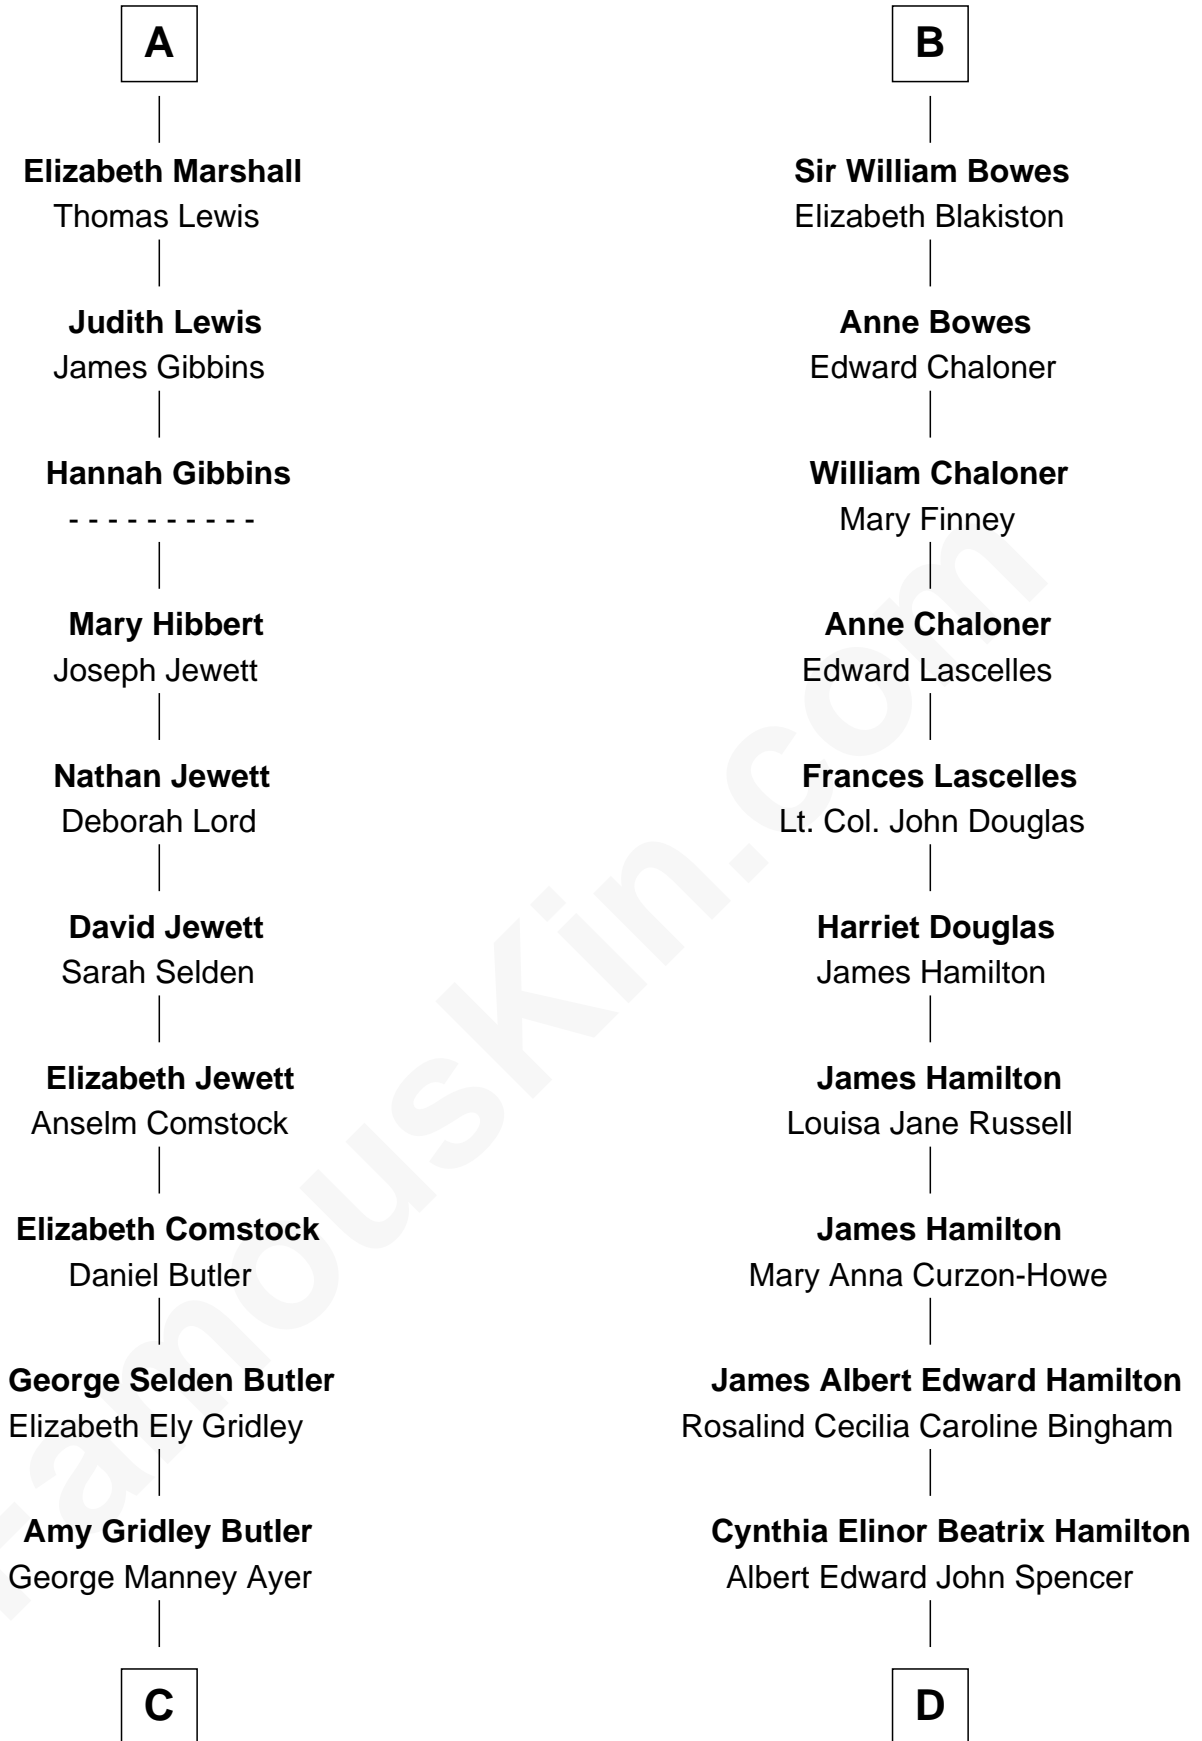 A
Elizabeth Marshall
Thomas Lewis
Judith Lewis
James Gibbins
Hannah Gibbins
- - - - - - - - - -
Mary Hibbert
Joseph Jewett
Nathan Jewett
Deborah Lord
David Jewett
Sarah Selden
Elizabeth Jewett
Anselm Comstock
Elizabeth Comstock
Daniel Butler
George Selden Butler
Elizabeth Ely Gridley
Amy Gridley Butler
George Manney Ayer
C
B
Sir William Bowes
Elizabeth Blakiston
Anne Bowes
Edward Chaloner
William Chaloner
Mary Finney
Anne Chaloner
Edward Lascelles
Frances Lascelles
Lt. Col. John Douglas
Harriet Douglas
James Hamilton
James Hamilton
Louisa Jane Russell
James Hamilton
Mary Anna Curzon-Howe
James Albert Edward Hamilton
Rosalind Cecilia Caroline Bingham
Cynthia Elinor Beatrix Hamilton
Albert Edward John Spencer
D
FamousKin.com